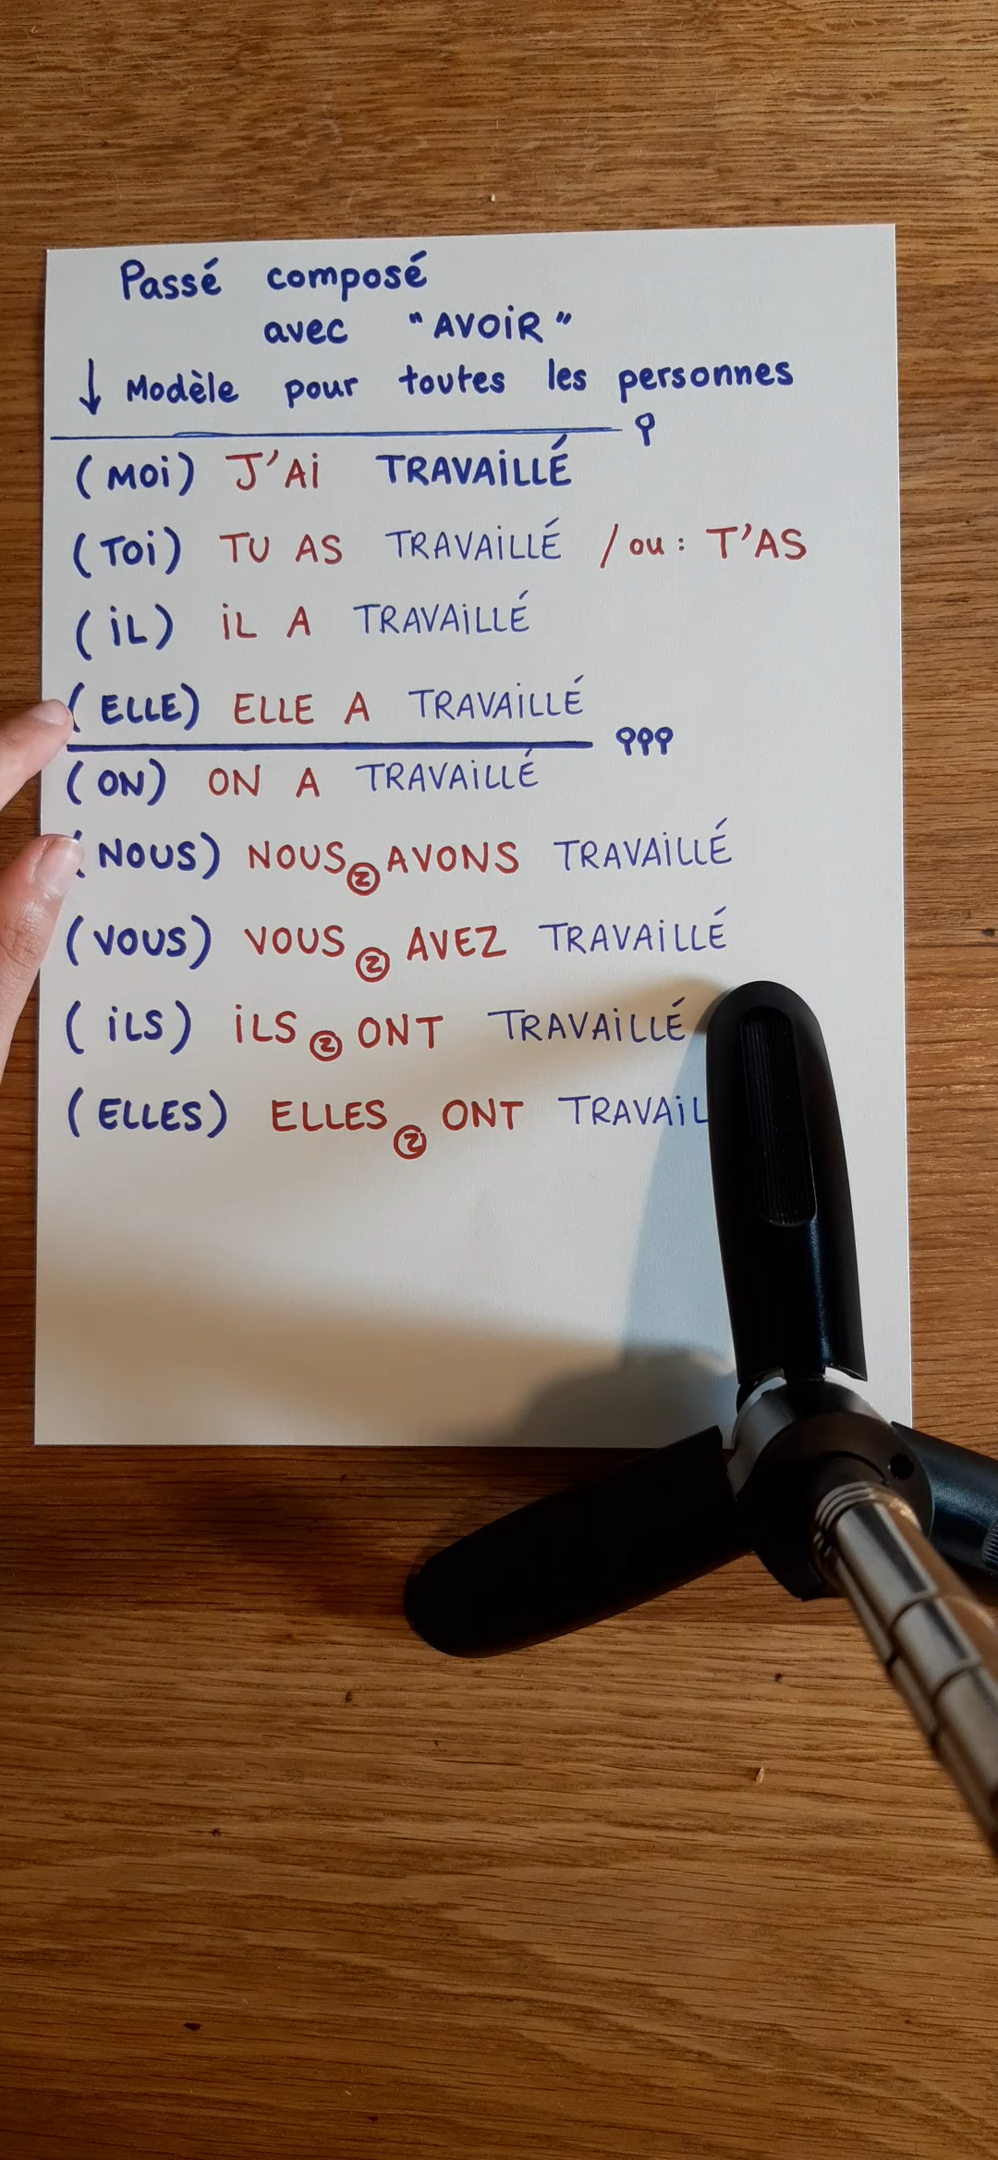 Passé composé
avec "AVOiR"
↓ Modèle pour toutes les personnes
(MOi) J'Ai TRAVAiLLÉ
(TOi) TU AS TRAVAiLLÉ / ou : T'AS
(iL) iL A TRAVAiLLÉ
(ELLE) ELLE A TRAVAiLLÉ
(ON) ON A TRAVAiLLÉ
(NOUS) NOUS Z AVONS TRAVAiLLÉ
(VOUS) VOUS Z AVEZ TRAVAiLLÉ
(iLS) iLS Z ONT TRAVAiLLÉ
(ELLES) ELLES Z ONT